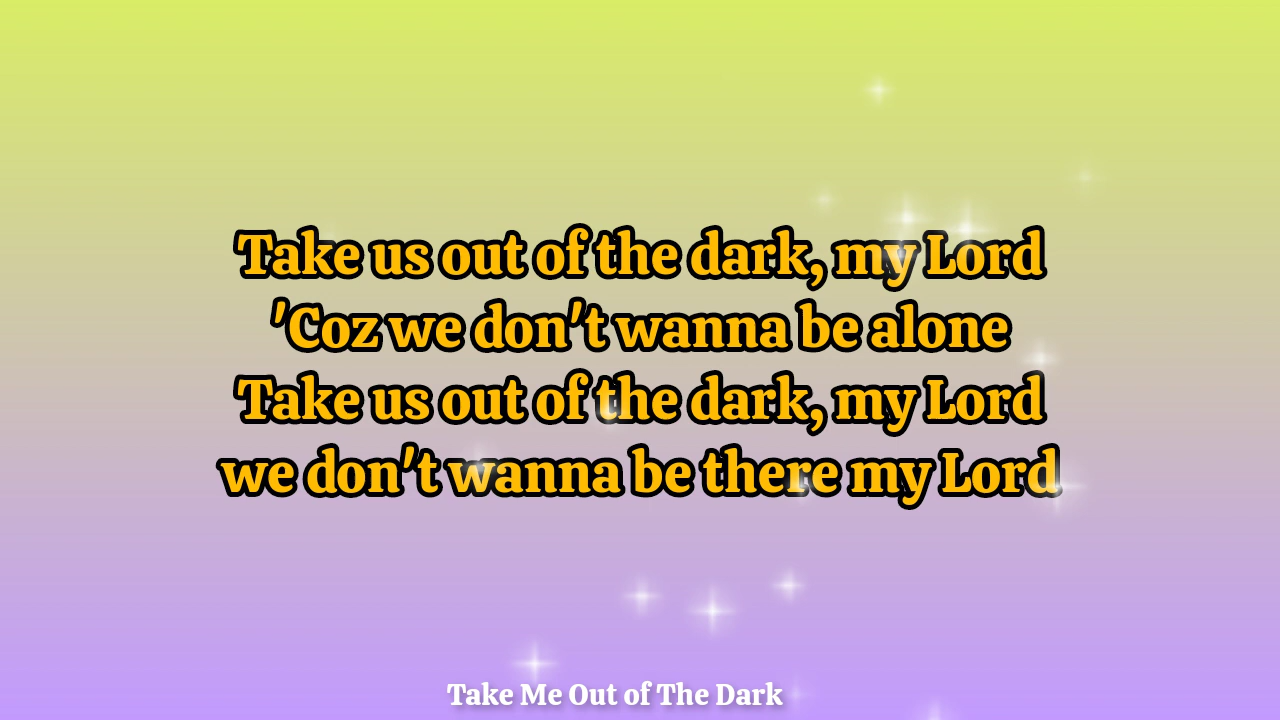 Take us out of the dark, my Lord
'Coz we don't wanna be alone
Take us out of the dark, my Lord
we don't wanna be there my Lord
Take Me Out of The Dark